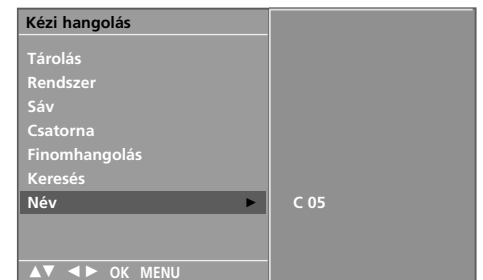 Kézi hangolás
Tárolás
Rendszer
Sáv
Csatorna
Finomhangolás
Keresés
Név ► C 05
▲▼ ◄► OK MENU